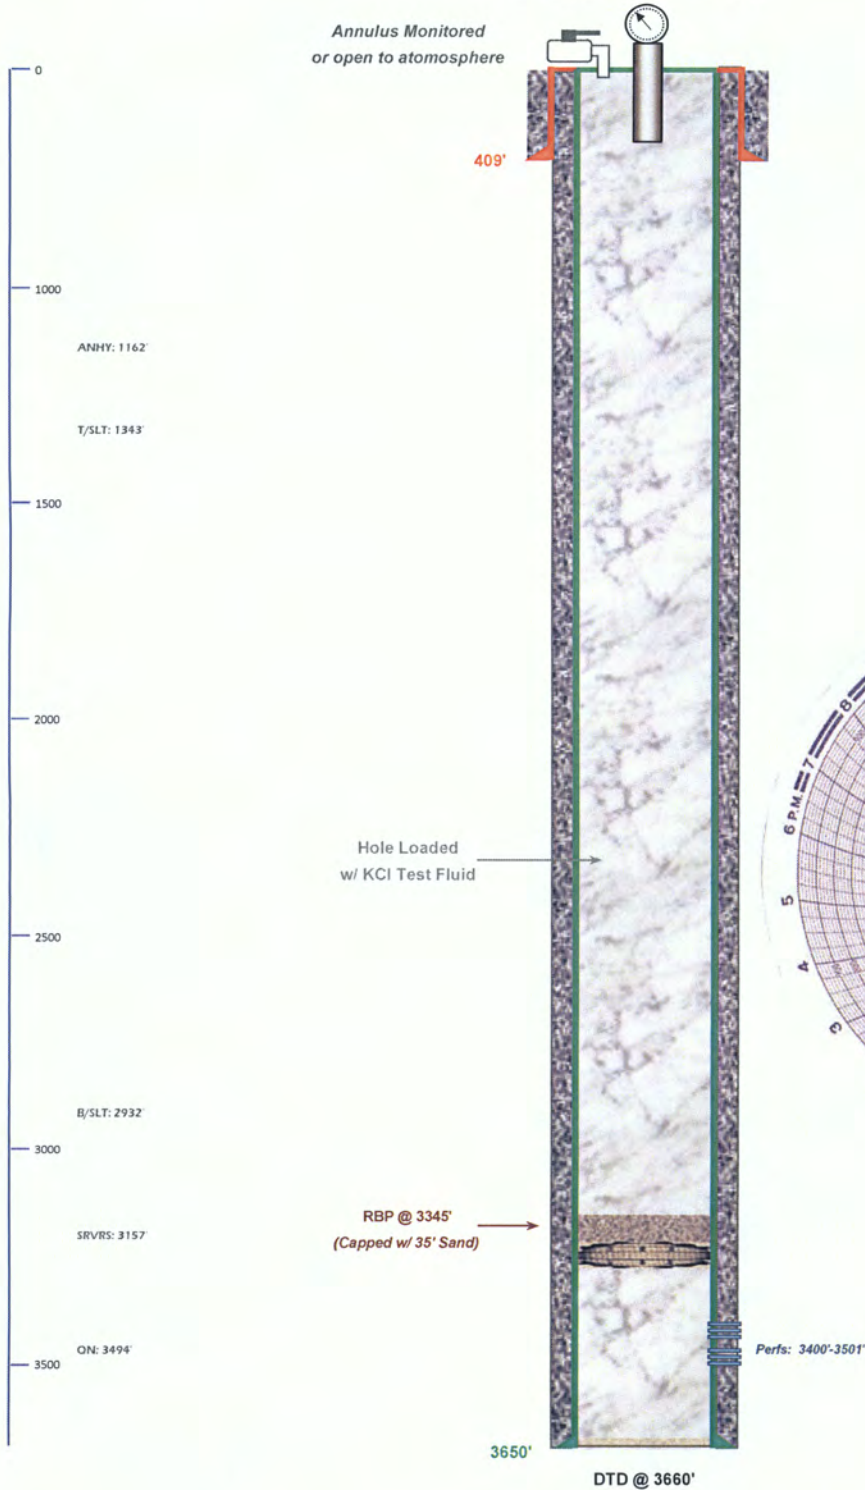 Annulus Monitored
or open to atomosphere
0
409'
1000
ANHY: 1162'
T/SLT: 1343'
1500
2000
8
7
6 P.M.
5
4
3
Hole Loaded
w/ KCl Test Fluid
2500
B/SLT: 2932'
3000
RBP @ 3345'
(Capped w/ 35' Sand)
SRVRS: 3157'
QN: 3494'
3500
Perfs: 3400'-3501'
3650'
DTD @ 3660'